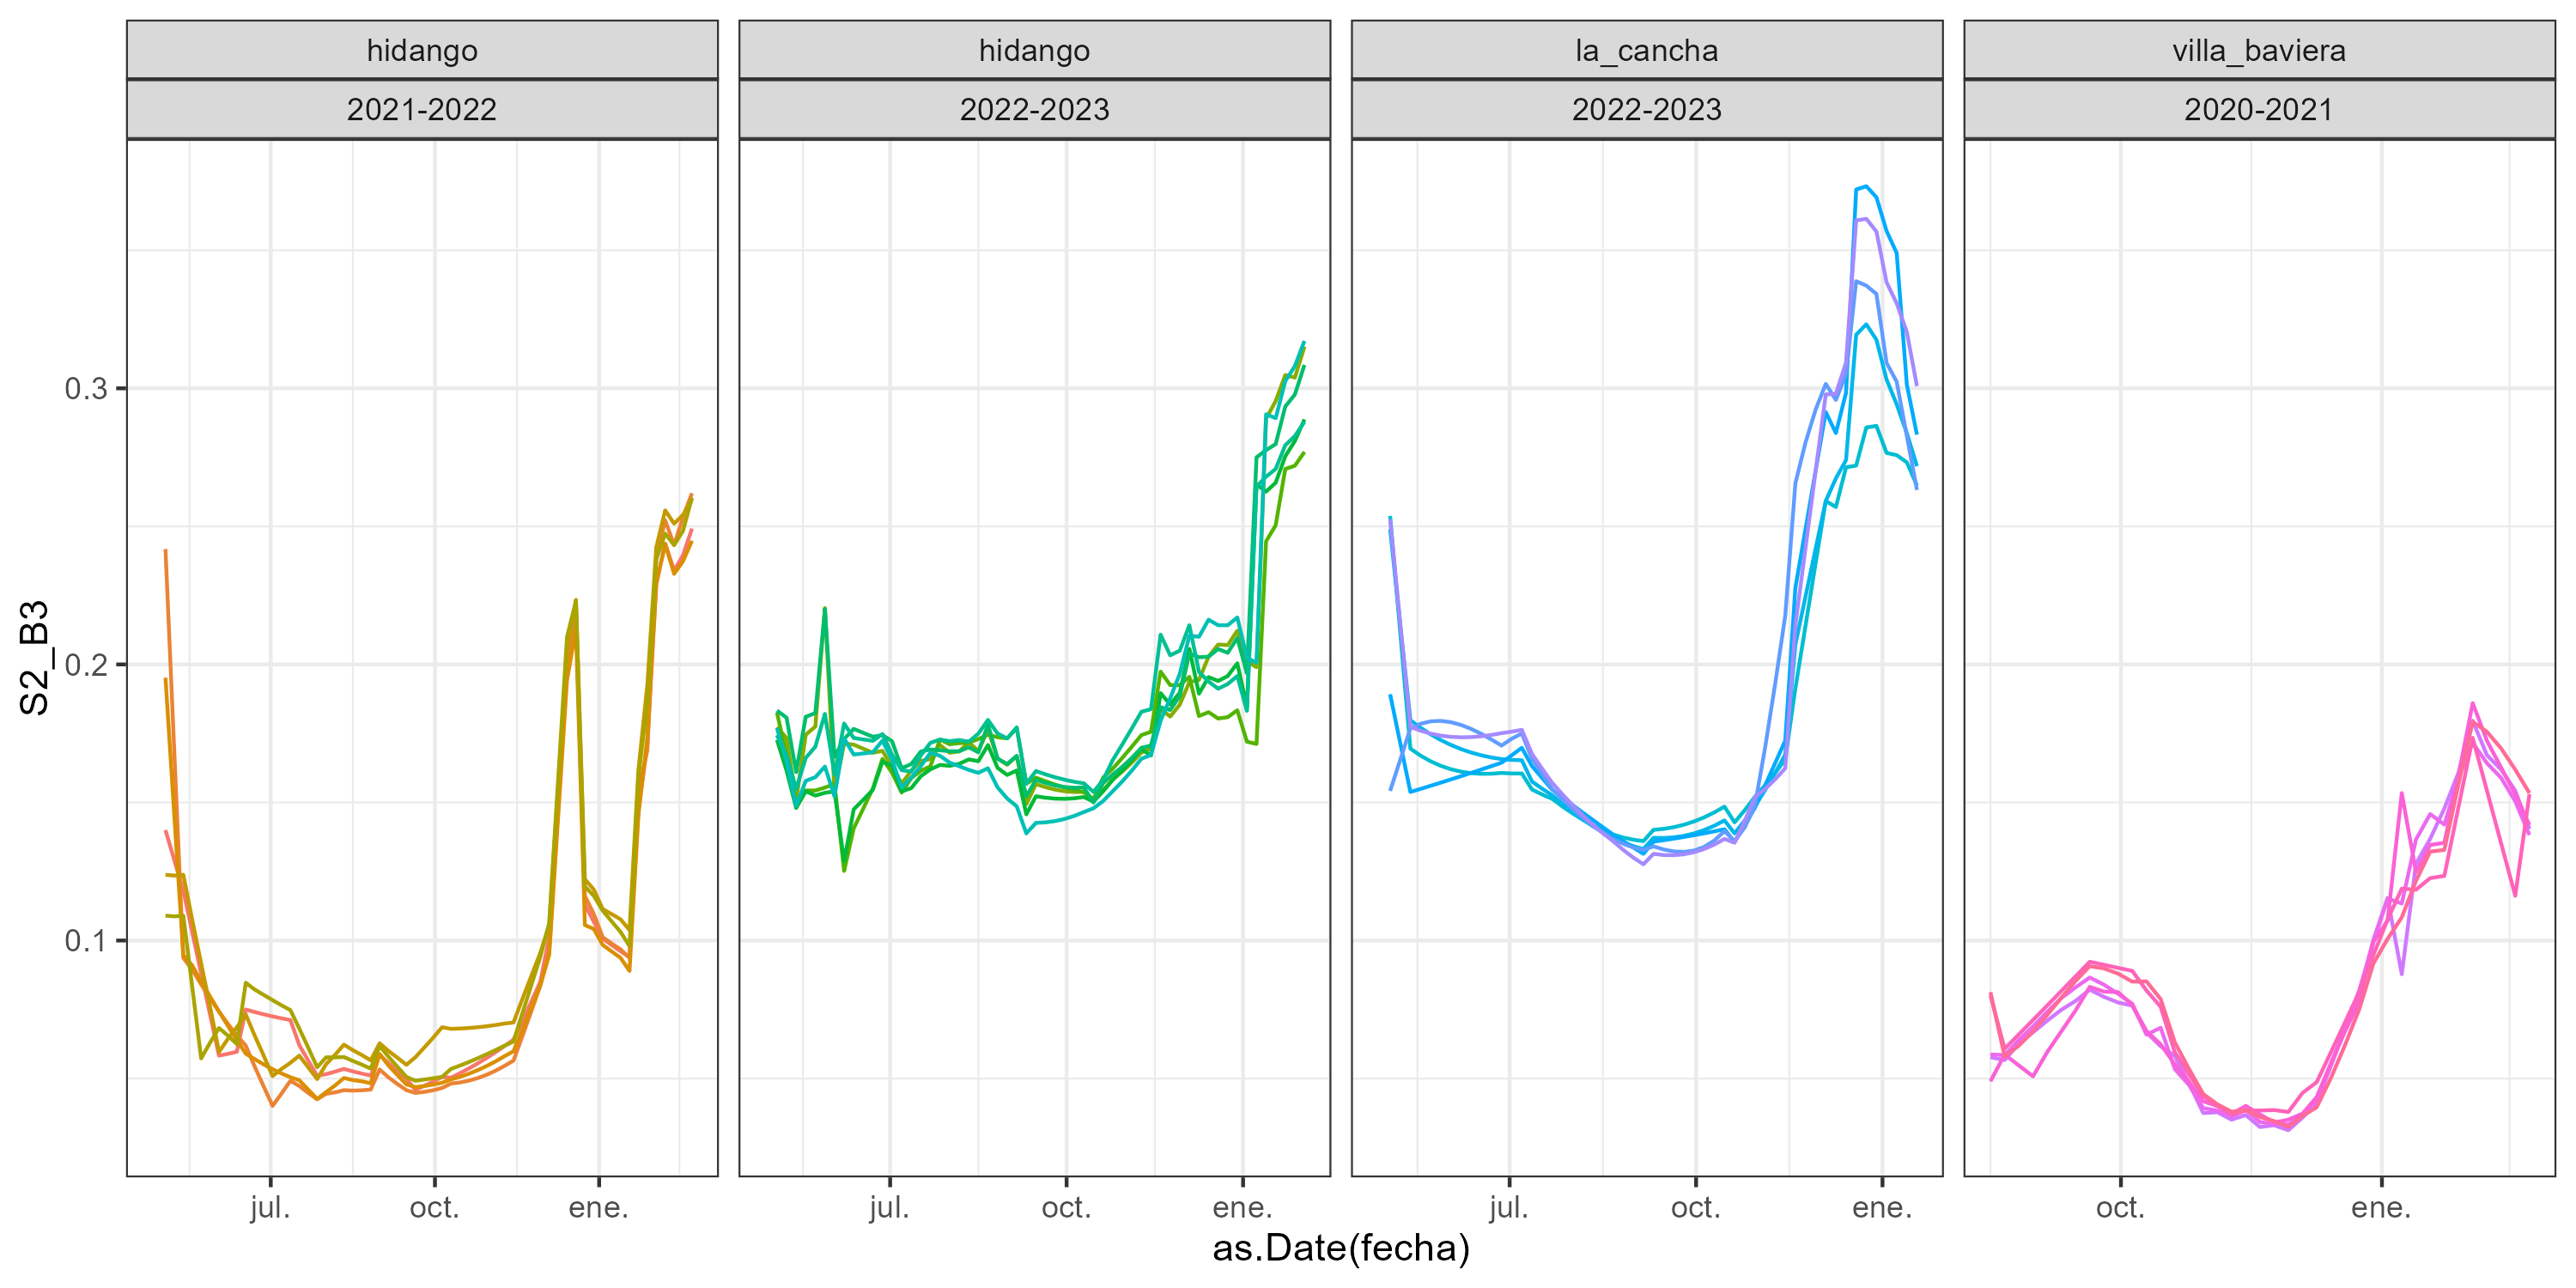 hidango
hidango
la_cancha
villa_baviera
2021-2022
2022-2023
2022-2023
2020-2021
S2_B3
0.3
0.2
0.1
jul.
oct.
ene.
jul.
oct.
ene.
jul.
oct.
ene.
oct.
ene.
as.Date(fecha)